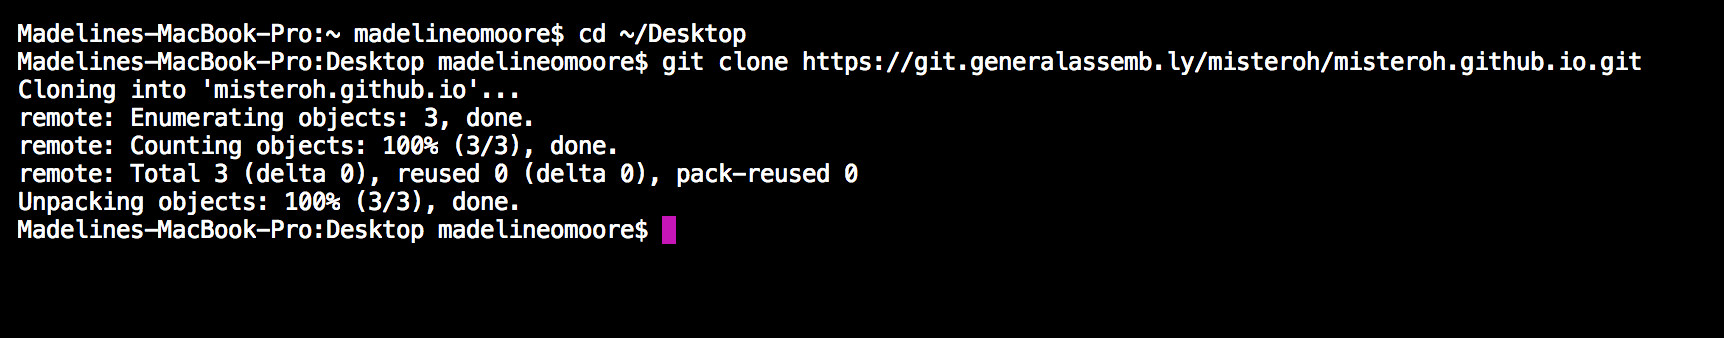 Madelines-MacBook-Pro:~ madelineomoore$ cd ~/Desktop
Madelines-MacBook-Pro:Desktop madelineomoore$ git clone https://git.generalassemb.ly/misteroh/misteroh.github.io.git
Cloning into 'misteroh.github.io'...
remote: Enumerating objects: 3, done.
remote: Counting objects: 100% (3/3), done.
remote: Total 3 (delta 0), reused 0 (delta 0), pack-reused 0
Unpacking objects: 100% (3/3), done.
Madelines-MacBook-Pro:Desktop madelineomoore$